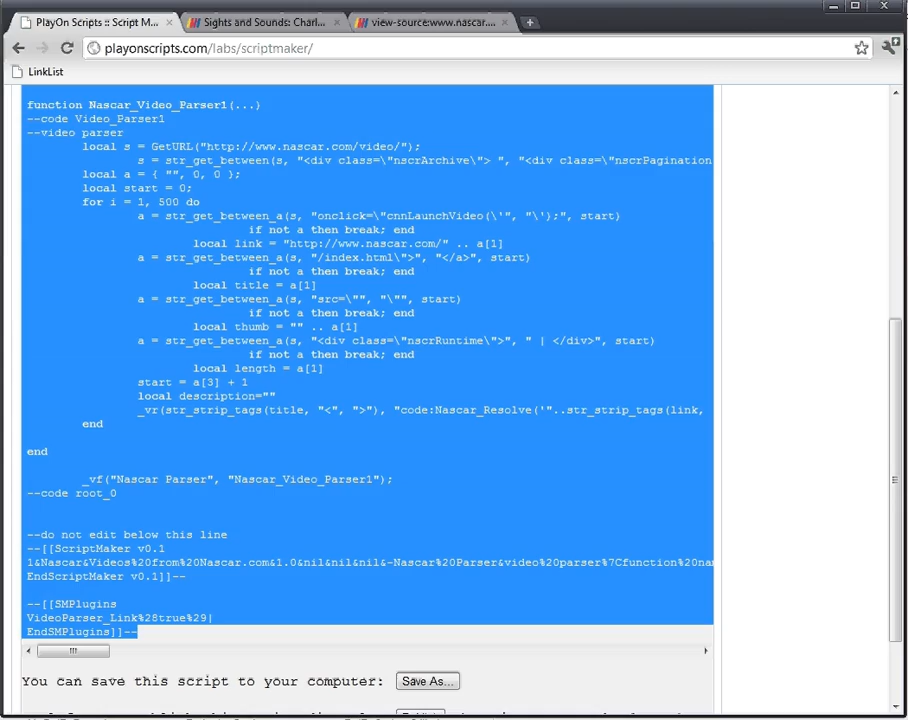 PlayOn Scripts :: Script M...
Sights and Sounds: Charl...
view-source:www.nascar....
playonscripts.com/labs/scriptmaker/
LinkList
function Nascar_Video_Parser1(...)
--code Video_Parser1
--video parser
local s = GetURL("http://www.nascar.com/video/");
s = str_get_between(s, "<div class=\"nscrArchive\"> ", "<div class=\"nscrPagination
local a = { "", 0, 0 };
local start = 0;
for i = 1, 500 do
a = str_get_between_a(s, "onclick=\"cnnLaunchVideo(\'", "\');", start)
if not a then break; end
local link = "http://www.nascar.com/" .. a[1]
a = str_get_between_a(s, "/index.html\">", "</a>", start)
if not a then break; end
local title = a[1]
a = str_get_between_a(s, "src=\"", "\"", start)
if not a then break; end
local thumb = "" .. a[1]
a = str_get_between_a(s, "<div class=\"nscrRuntime\">", " | </div>", start)
if not a then break; end
local length = a[1]
start = a[3] + 1
local description=""
_vr(str_strip_tags(title, "<", ">"), "code:Nascar_Resolve('"..str_strip_tags(link,
end
end
_vf("Nascar Parser", "Nascar_Video_Parser1");
--code root_0
--do not edit below this line
--[[ScriptMaker v0.1
1&Nascar&Videos%20from%20Nascar.com&1.0&nil&nil&nil&-Nascar%20Parser&video%20parser%7Cfunction%20nam
EndScriptMaker v0.1]]--
--[[SMPlugins
VideoParser_Link%28true%29|
EndSMPlugins]]--
You can save this script to your computer: Save As...